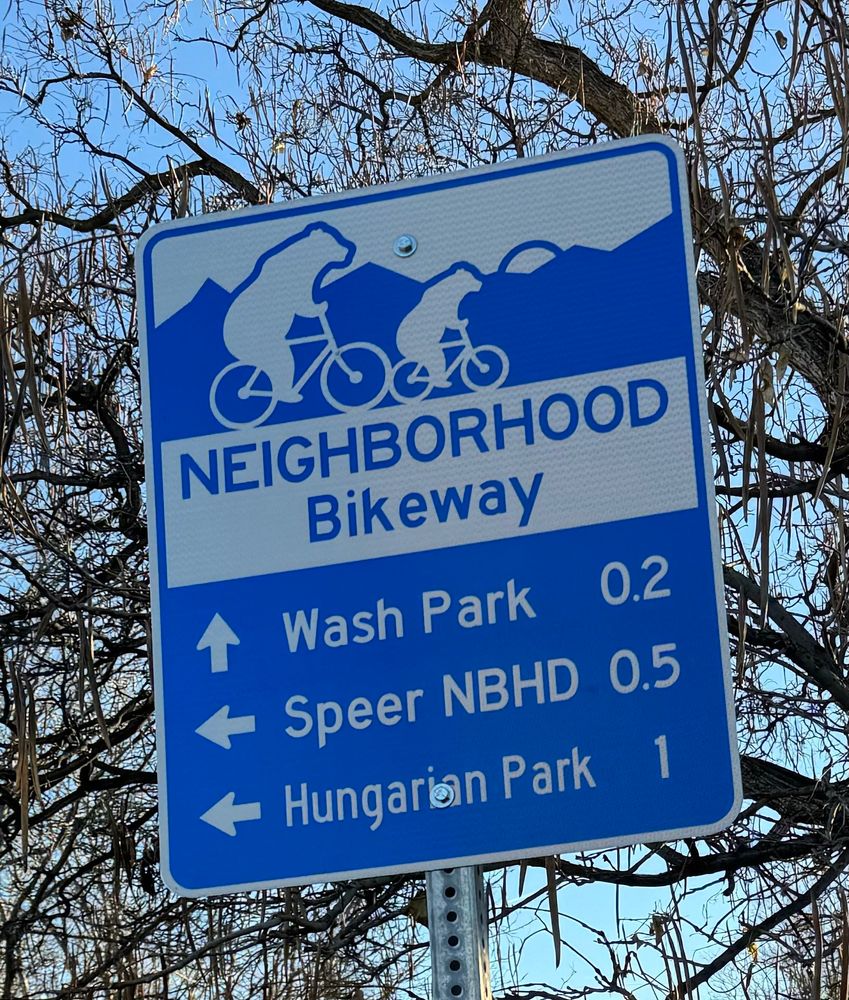 NEIGHBORHOOD
Bikeway
↑ Wash Park 0.2
← Speer NBHD 0.5
← Hungarian Park 1